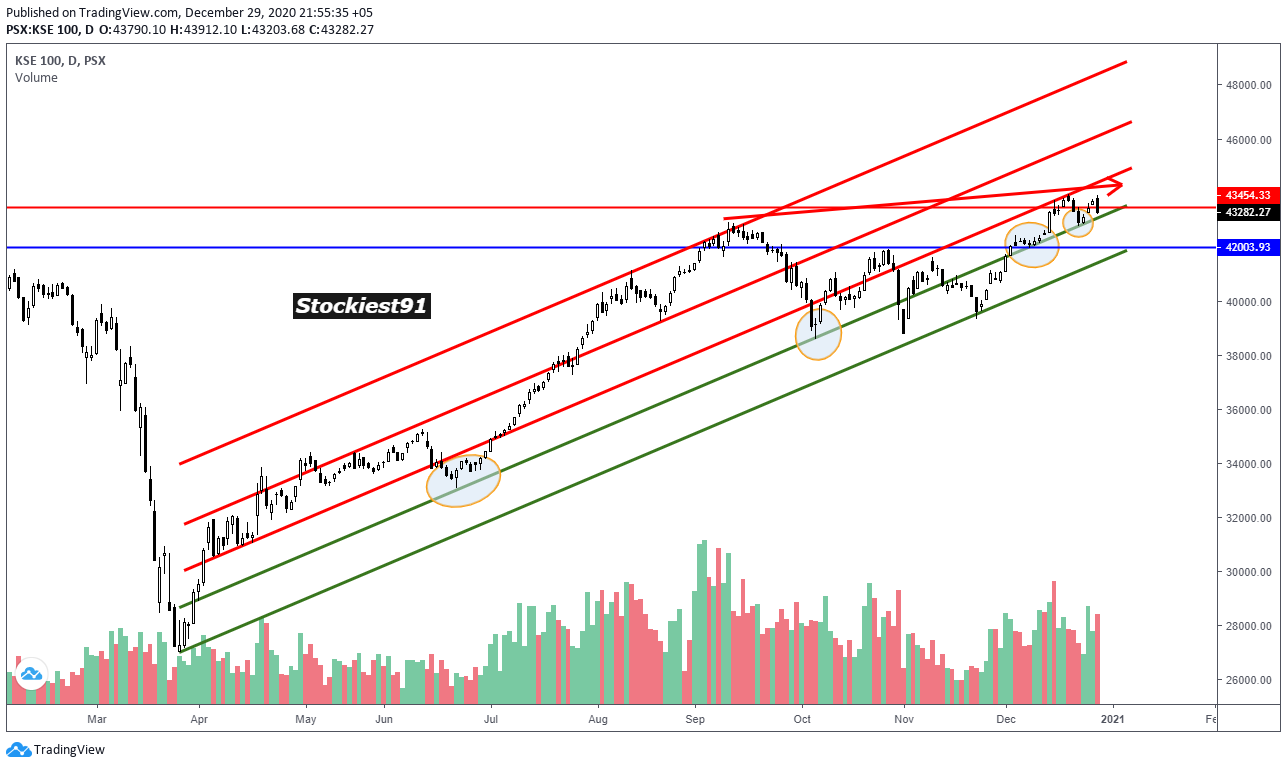 Published on TradingView.com, December 29, 2020 21:55:35 +05
PSX:KSE 100, D O:43790.10 H:43912.10 L:43203.68 C:43282.27
KSE 100, D, PSX
Volume
48000.00
46000.00
43454.33
43282.27
42003.93
40000.00
38000.00
36000.00
34000.00
32000.00
30000.00
28000.00
26000.00
Stockiest91
Mar Apr May Jun Jul Aug Sep Oct Nov Dec 2021 Fe
TradingView